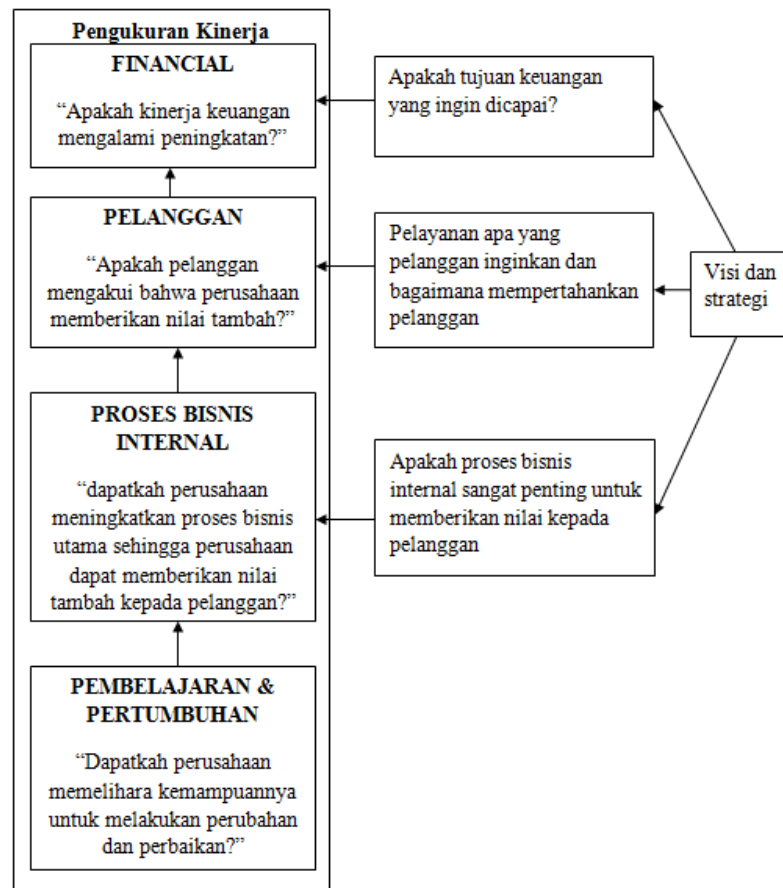 Pengukuran Kinerja
FINANCIAL
“Apakah kinerja keuangan
mengalami peningkatan?”
PELANGGAN
“Apakah pelanggan
mengakui bahwa perusahaan
memberikan nilai tambah?”
PROSES BISNIS
INTERNAL
“dapatkah perusahaan
meningkatkan proses bisnis
utama sehingga perusahaan
dapat memberikan nilai
tambah kepada pelanggan?”
PEMBELAJARAN &
PERTUMBUHAN
“Dapatkah perusahaan
memelihara kemampuannya
untuk melakukan perubahan
dan perbaikan?”
Apakah tujuan keuangan
yang ingin dicapai?
Pelayanan apa yang
pelanggan inginkan dan
bagaimana mempertahankan
pelanggan
Apakah proses bisnis
internal sangat penting untuk
memberikan nilai kepada
pelanggan
Visi dan
strategi